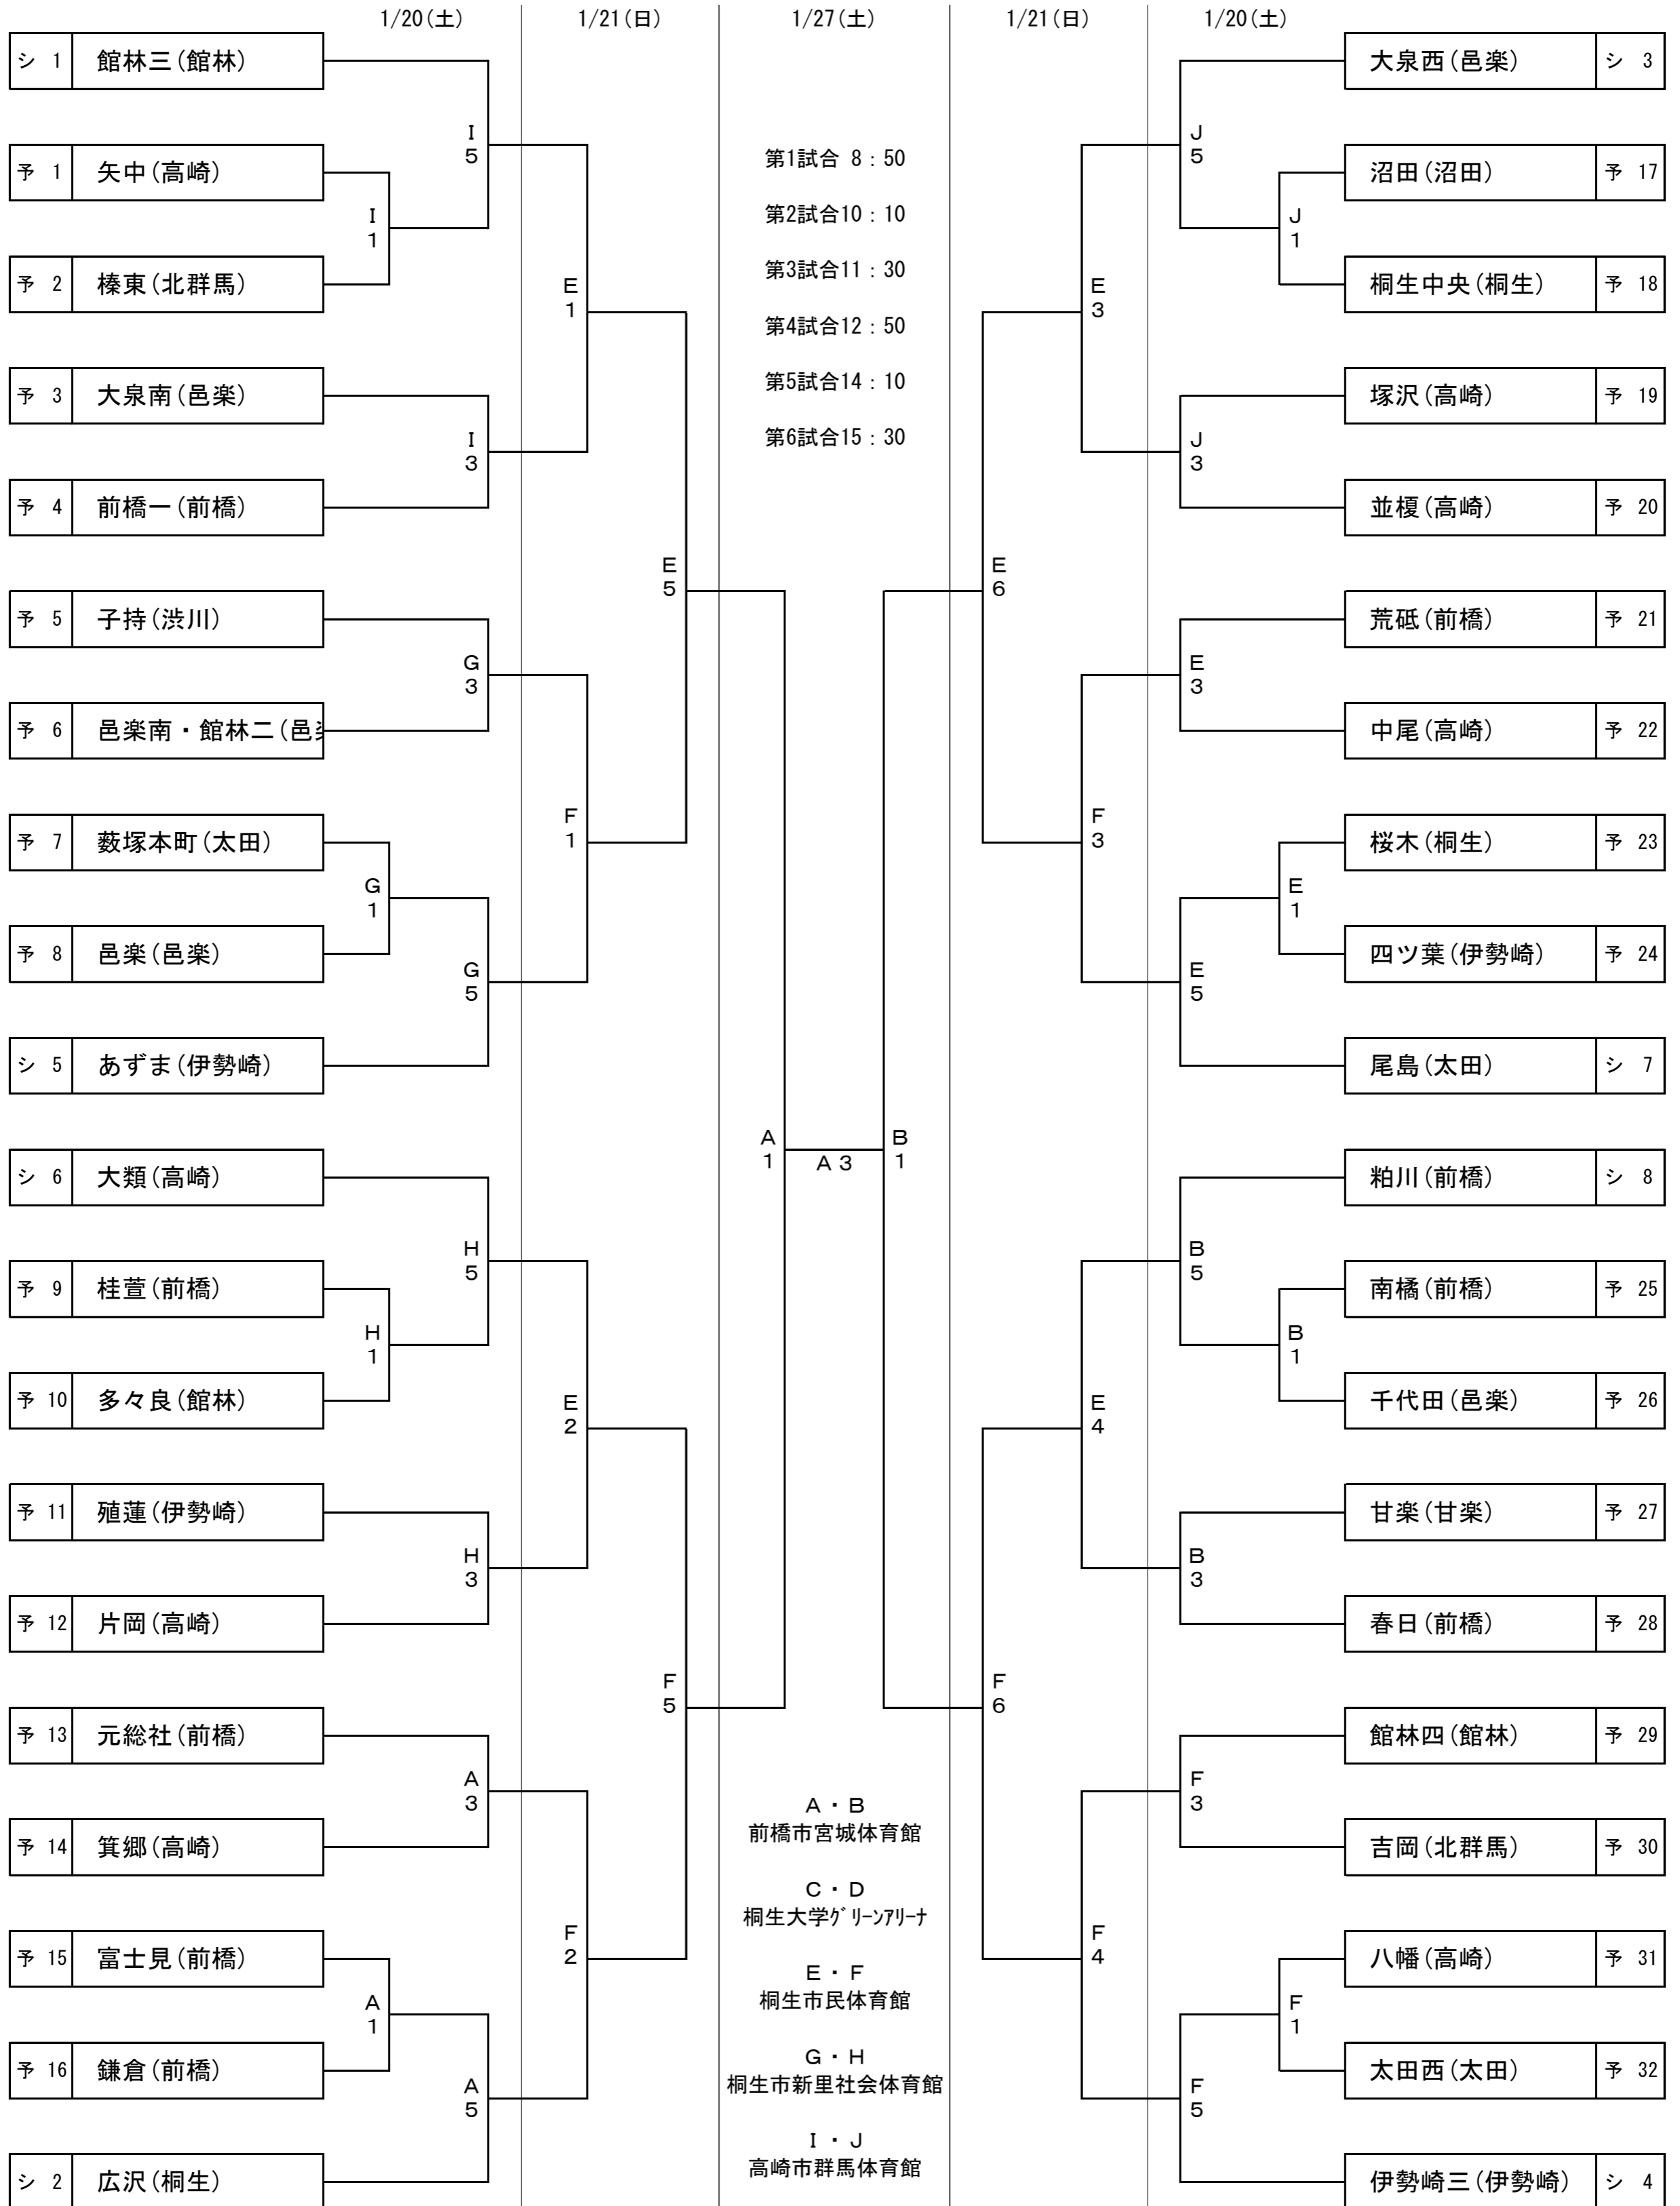 1/20(土) 1/21(日) 1/27(土) 1/21(日) 1/20(土)
シ 1 館林三(館林)
予 1 矢中(高崎)
予 2 榛東(北群馬)
予 3 大泉南(邑楽)
予 4 前橋一(前橋)
予 5 子持(渋川)
予 6 邑楽南・館林二(邑
予 7 薮塚本町(太田)
予 8 邑楽(邑楽)
シ 5 あずま(伊勢崎)
シ 6 大類(高崎)
予 9 桂萱(前橋)
予 10 多々良(館林)
予 11 殖蓮(伊勢崎)
予 12 片岡(高崎)
予 13 元総社(前橋)
予 14 箕郷(高崎)
予 15 富士見(前橋)
予 16 鎌倉(前橋)
シ 2 広沢(桐生)
I
5
I
1
I
3
G
3
G
1
G
5
H
5
H
1
H
3
A
3
A
1
A
5
E
1
F
1
E
2
F
2
E
5
F
5
第1試合 8：50
第2試合10：10
第3試合11：30
第4試合12：50
第5試合14：10
第6試合15：30
A
1
A 3
B
1
A・B
前橋市宮城体育館
C・D
桐生大学ｸﾞﾘｰﾝｱﾘｰﾅ
E・F
桐生市民体育館
G・H
桐生市新里社会体育館
I・J
高崎市群馬体育館
E
6
F
6
E
3
F
3
E
4
F
4
J
5
J
1
J
3
E
3
E
1
E
5
B
5
B
1
B
3
F
3
F
1
F
5
大泉西(邑楽) シ 3
沼田(沼田) 予 17
桐生中央(桐生) 予 18
塚沢(高崎) 予 19
並榎(高崎) 予 20
荒砥(前橋) 予 21
中尾(高崎) 予 22
桜木(桐生) 予 23
四ツ葉(伊勢崎) 予 24
尾島(太田) シ 7
粕川(前橋) シ 8
南橘(前橋) 予 25
千代田(邑楽) 予 26
甘楽(甘楽) 予 27
春日(前橋) 予 28
館林四(館林) 予 29
吉岡(北群馬) 予 30
八幡(高崎) 予 31
太田西(太田) 予 32
伊勢崎三(伊勢崎) シ 4